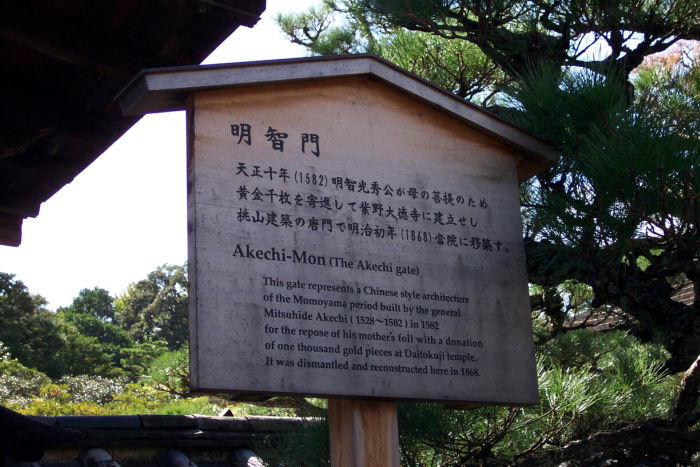 明智門
天正十年(1582)明智光秀公が母の菩提のため
黄金千枚を寄進して紫野大徳寺に建立せし
桃山建築の唐門で明治初年(1868)當院に移築す。
Akechi-Mon (The Akechi gate)
This gate represents a Chinese style architecture
of the Momoyama period built by the general
Mitsuhide Akechi (1528〜1582) in 1582
for the repose of his mother's foll with a donation
of one thousand gold pieces at Daitokuji temple.
It was dismantled and reconstructed here in 1868.